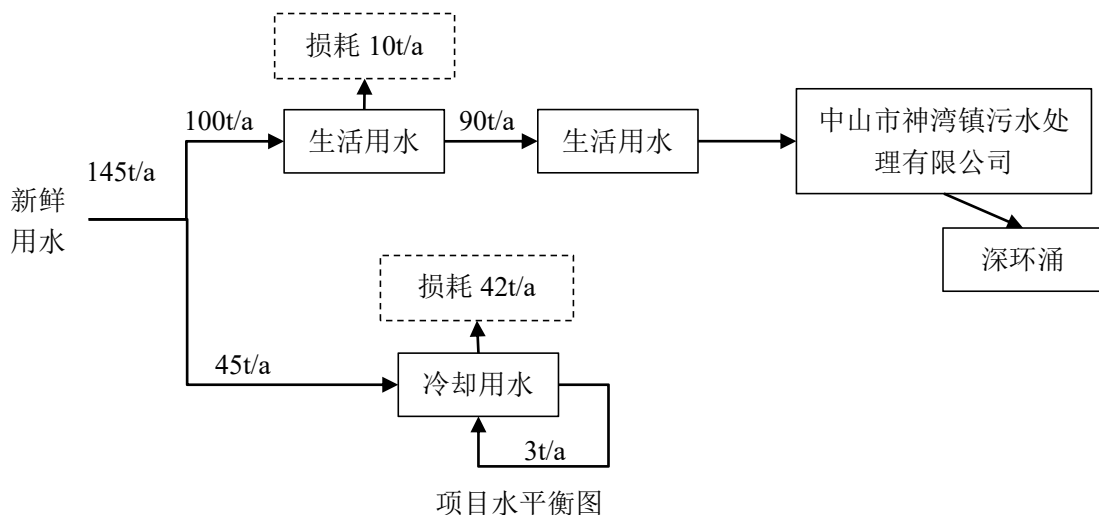 损耗 10t/a
100t/a
生活用水
90t/a
生活用水
中山市神湾镇污水处
理有限公司
145t/a
新鲜
用水
深环涌
损耗 42t/a
45t/a
冷却用水
3t/a
项目水平衡图